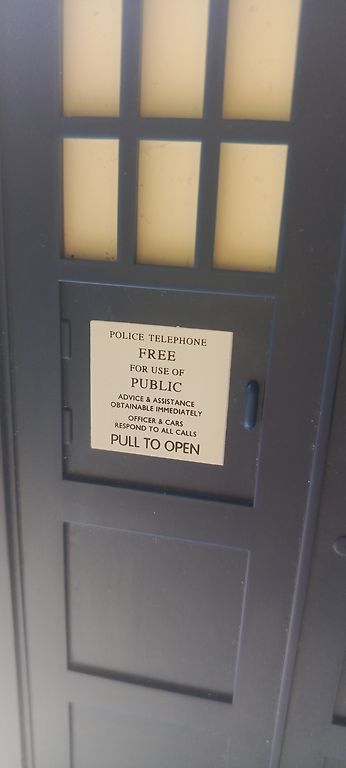 POLICE TELEPHONE
FREE
FOR USE OF
PUBLIC
ADVICE & ASSISTANCE
OBTAINABLE IMMEDIATELY
OFFICER & CARS
RESPOND TO ALL CALLS
PULL TO OPEN